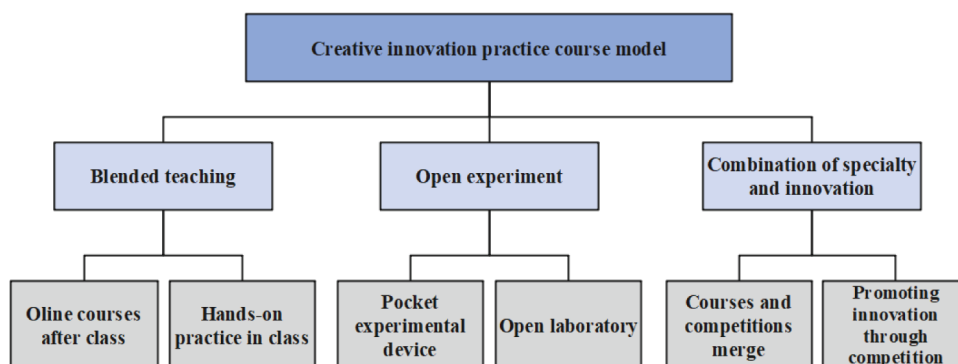 Creative innovation practice course model
Blended teaching
Open experiment
Combination of specialty
and innovation
Oline courses
after class
Hands-on
practice in class
Pocket
experimental
device
Open laboratory
Courses and
competitions
merge
Promoting
innovation
through
competition